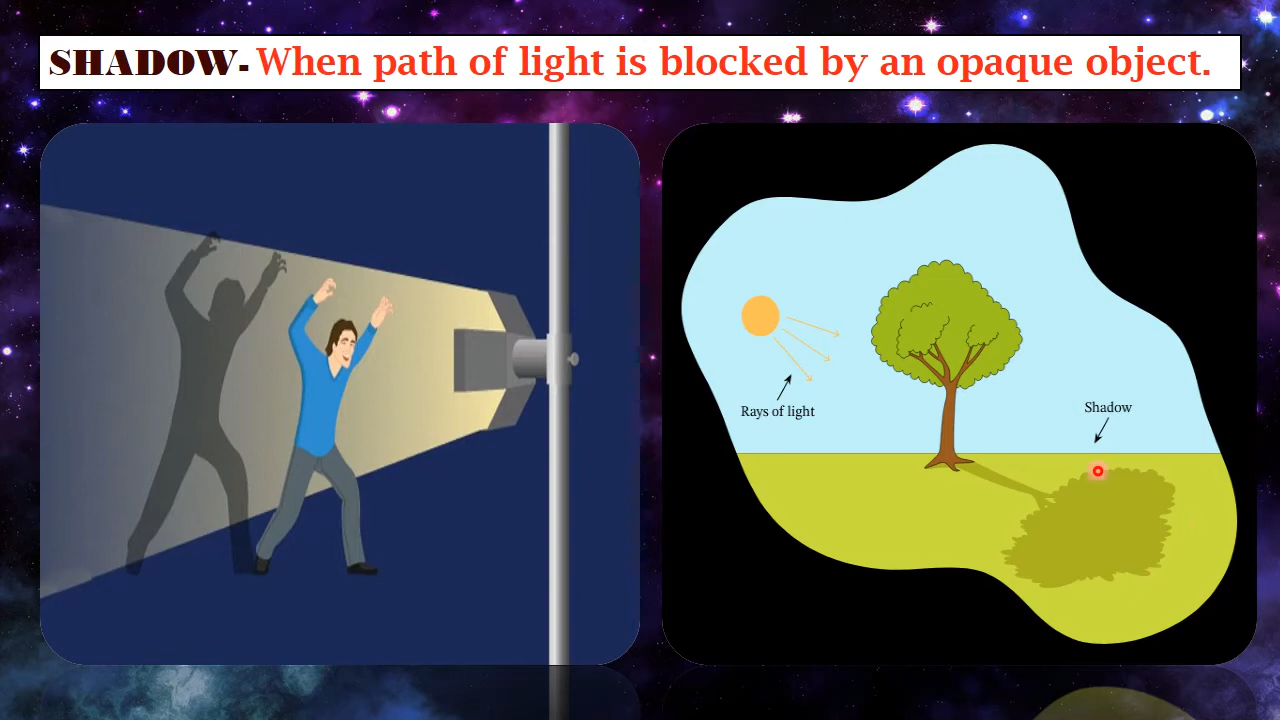 SHADOW- When path of light is blocked by an opaque object.
Rays of light
Shadow